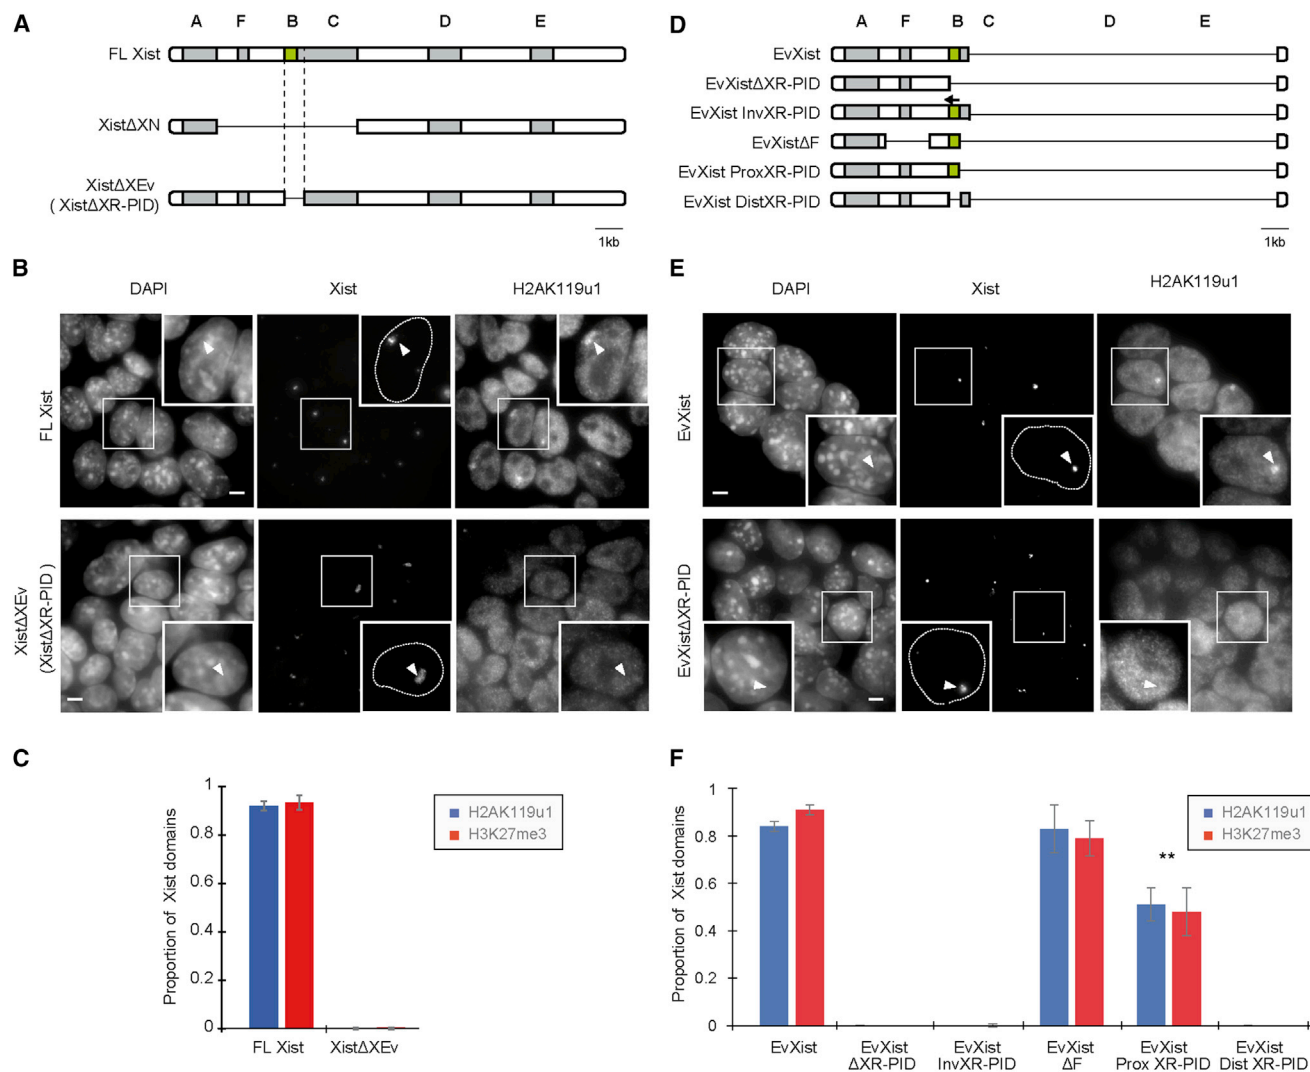 A
A F B C D E
FL Xist
XistΔXN
XistΔXEv
( XistΔXR-PID)
1kb
D
A F B C D E
EvXist
EvXistΔXR-PID
EvXist InvXR-PID
EvXistΔF
EvXist ProxXR-PID
EvXist DistXR-PID
1kb
B
DAPI Xist H2AK119u1
FL Xist
XistΔXEv
(XistΔXR-PID )
E
DAPI Xist H2AK119u1
EvXist
EvXistΔXR-PID
C
Proportion of Xist domains
1
0.8
0.6
0.4
0.2
0
FL Xist XistΔXEv
H2AK119u1
H3K27me3
F
Proportion of Xist domains
1
0.8
0.6
0.4
0.2
0
**
H2AK119u1
H3K27me3
EvXist
EvXist
ΔXR-PID
EvXist
InvXR-PID
EvXist
ΔF
EvXist
Prox XR-PID
EvXist
Dist XR-PID